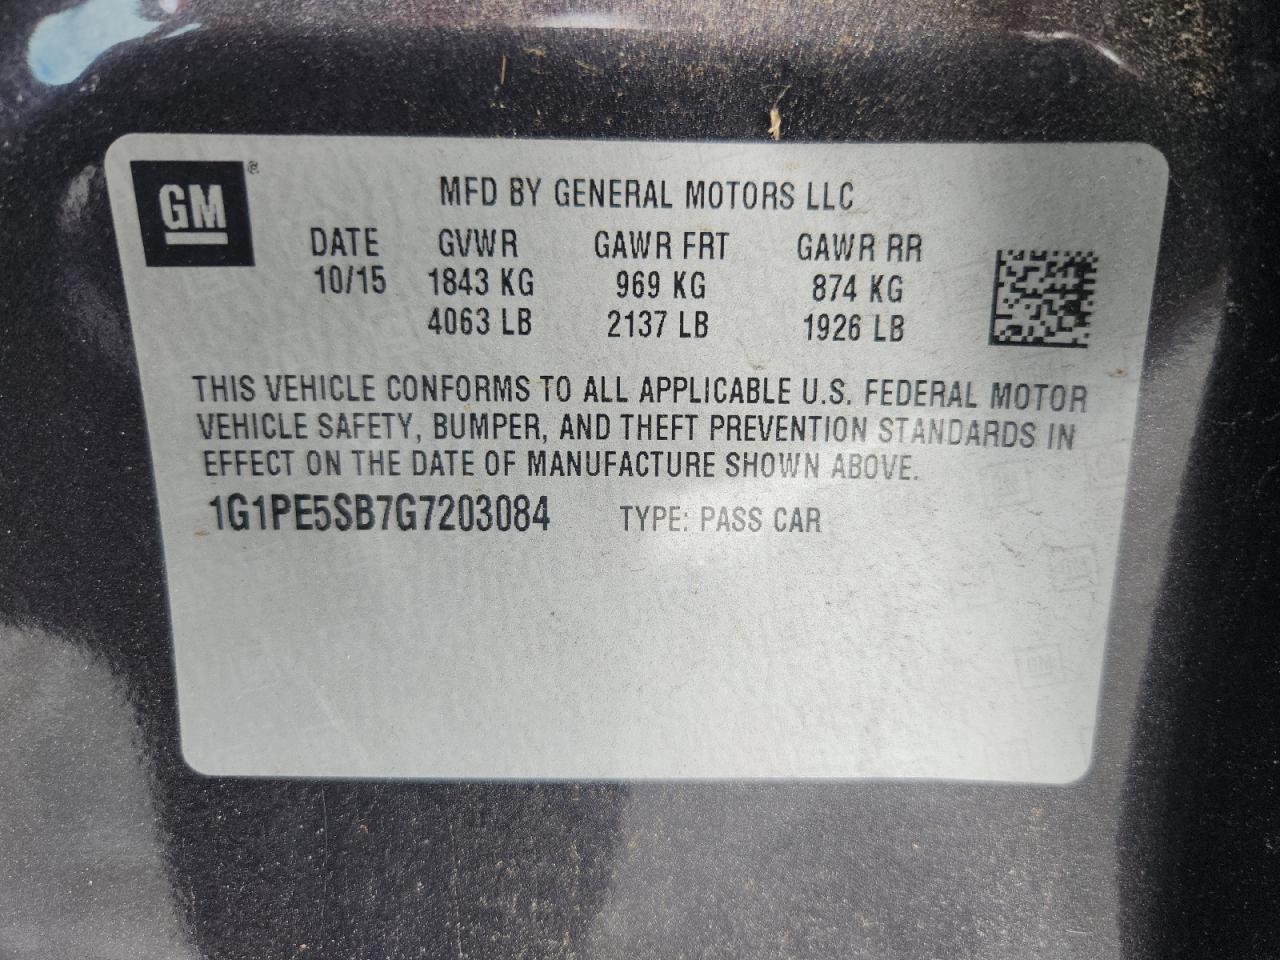 GM ®
MFD BY GENERAL MOTORS LLC
DATE GVWR GAWR FRT GAWR RR
10/15 1843 KG 969 KG 874 KG
4063 LB 2137 LB 1926 LB
THIS VEHICLE CONFORMS TO ALL APPLICABLE U.S. FEDERAL MOTOR
VEHICLE SAFETY, BUMPER, AND THEFT PREVENTION STANDARDS IN
EFFECT ON THE DATE OF MANUFACTURE SHOWN ABOVE.
1G1PE5SB7G7203084 TYPE: PASS CAR